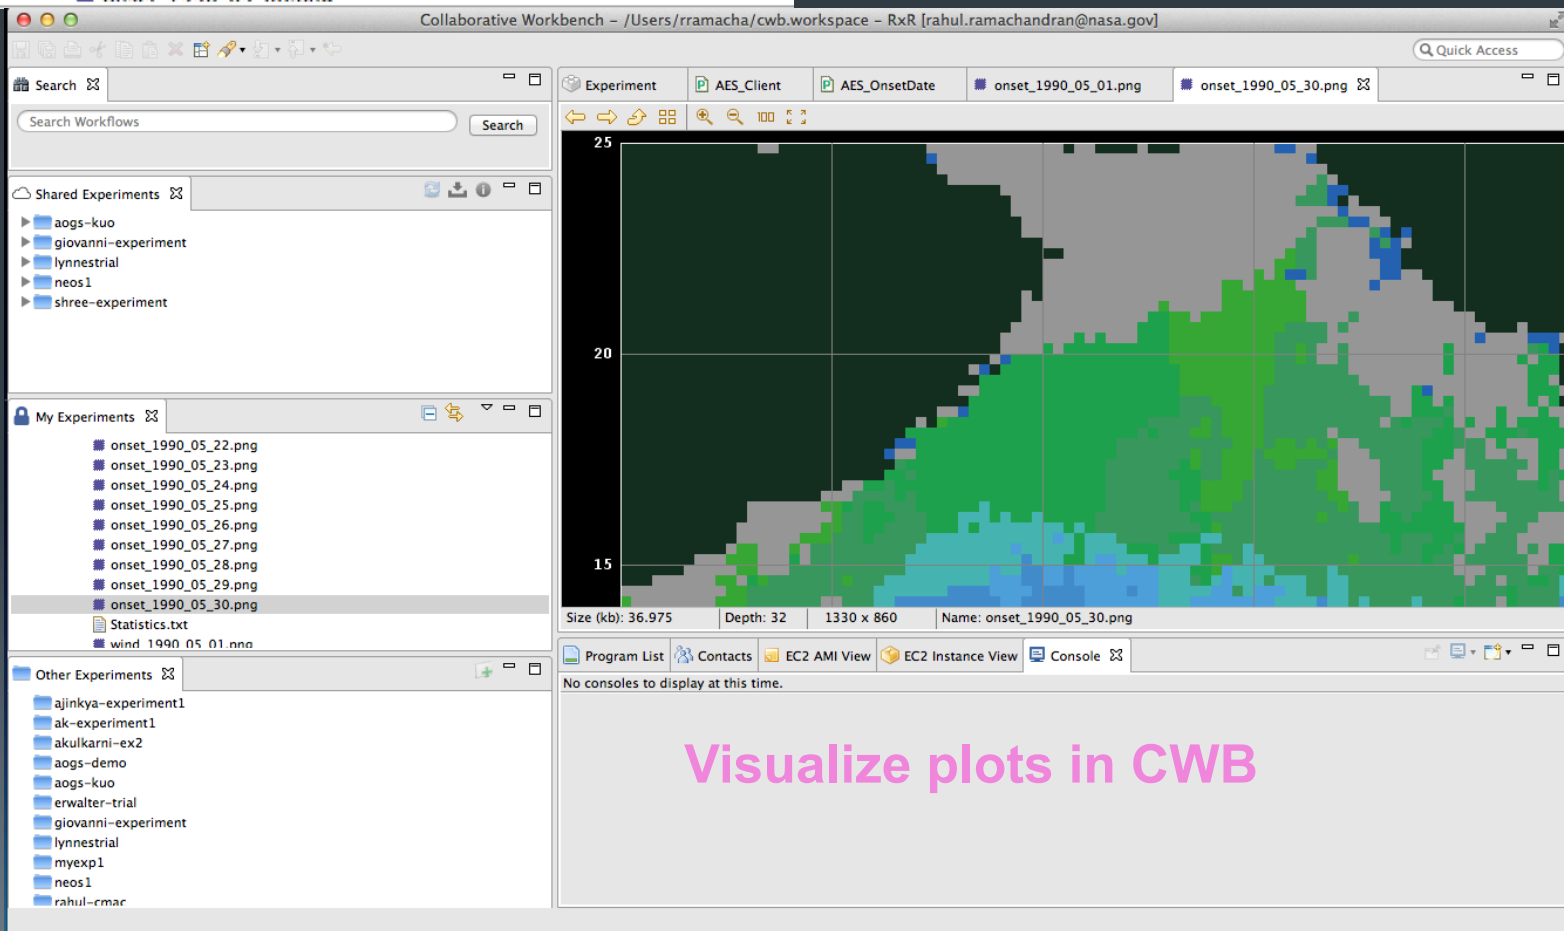 Collaborative Workbench – /Users/rramacha/cwb.workspace – RxR [rahul.ramachandran@nasa.gov]
Quick Access
Search
Search Workflows
Search
Shared Experiments
aogs-kuo
giovanni-experiment
lynnestrial
neos1
shree-experiment
My Experiments
onset_1990_05_22.png
onset_1990_05_23.png
onset_1990_05_24.png
onset_1990_05_25.png
onset_1990_05_26.png
onset_1990_05_27.png
onset_1990_05_28.png
onset_1990_05_29.png
onset_1990_05_30.png
Statistics.txt
wind_1990_05_01.png
Other Experiments
ajinkya-experiment1
ak-experiment1
akulkarni-ex2
aogs-demo
aogs-kuo
erwalter-trial
giovanni-experiment
lynnestrial
myexp1
neos1
rahul-cmac
Experiment
AES_Client
AES_OnsetDate
onset_1990_05_01.png
onset_1990_05_30.png
100
25
20
15
Size (kb): 36.975 Depth: 32 1330 x 860 Name: onset_1990_05_30.png
Program List
Contacts
EC2 AMI View
EC2 Instance View
Console
No consoles to display at this time.
Visualize plots in CWB